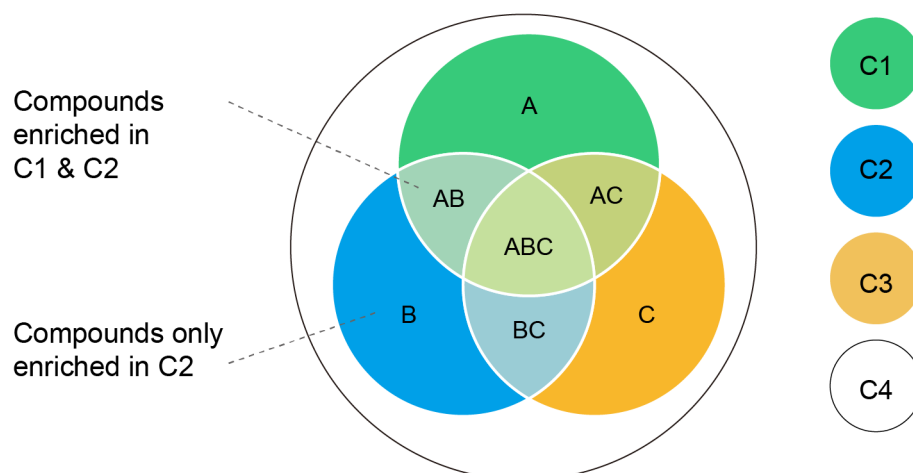 Compounds
enriched in
C1 & C2
Compounds only
enriched in C2
A
AB
AC
ABC
B
BC
C
C1
C2
C3
C4